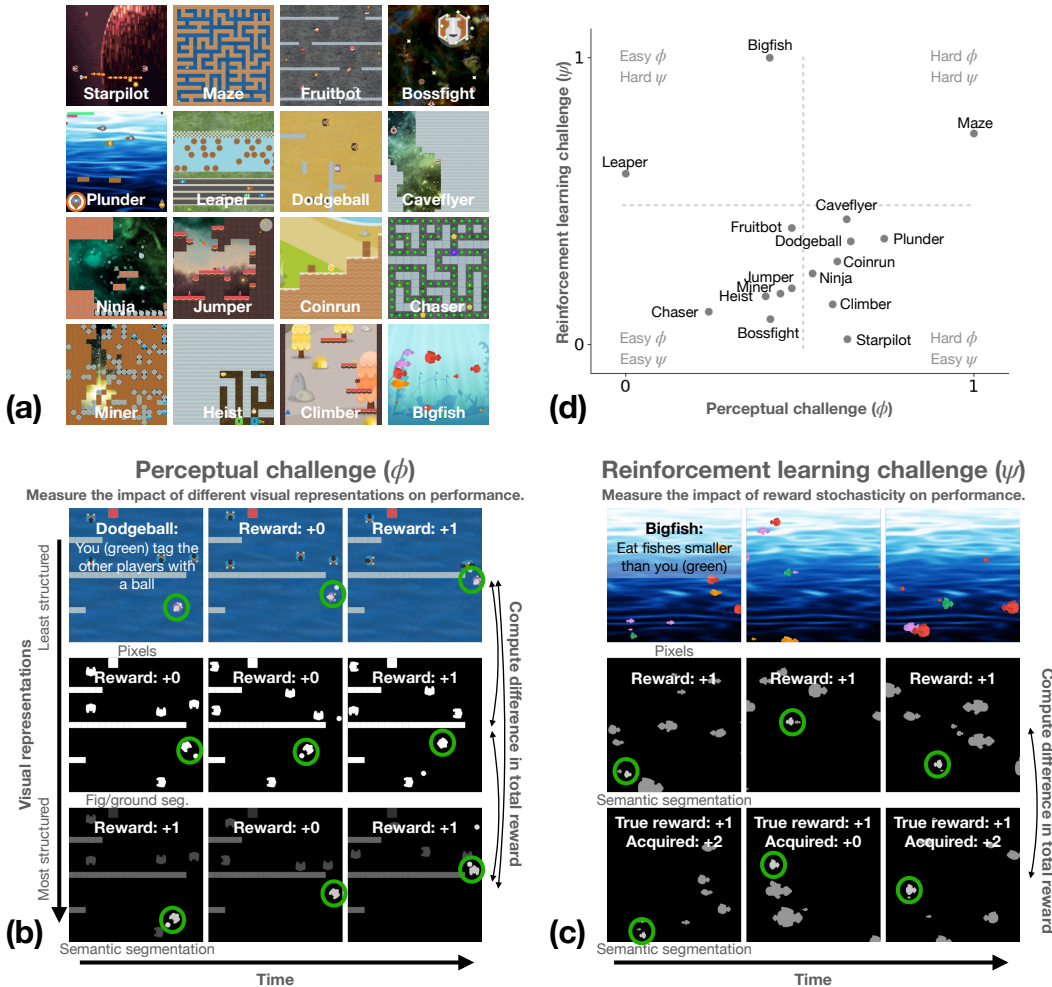 Starpilot
Maze
Fruitbot
Bossfight
Plunder
Leaper
Dodgeball
Caveflyer
Ninja
Jumper
Coinrun
Chaser
Miner
Heist
Climber
Bigfish
(a)
Reinforcement learning challenge (ψ)
1
0
Easy ϕ
Hard ψ
Hard ϕ
Hard ψ
Bigfish
Maze
Leaper
Caveflyer
Fruitbot
Dodgeball
Plunder
Coinrun
Jumper
Ninja
Miner
Heist
Climber
Chaser
Bossfight
Starpilot
Easy ϕ
Easy ψ
Hard ϕ
Easy ψ
0
1
Perceptual challenge (ϕ)
(d)
Perceptual challenge (ϕ)
Measure the impact of different visual representations on performance.
Visual representations
Least structured
Most structured
Dodgeball:
You (green) tag the
other players with
a ball
Reward: +0
Reward: +1
Pixels
Reward: +0
Reward: +0
Reward: +1
Fig/ground seg.
Reward: +1
Reward: +0
Reward: +1
Semantic segmentation
Compute difference in total reward
Time
(b)
Reinforcement learning challenge (ψ)
Measure the impact of reward stochasticity on performance.
Bigfish:
Eat fishes smaller
than you (green)
Pixels
Reward: +1
Reward: +1
Reward: +1
Semantic segmentation
True reward: +1
Acquired: +2
True reward: +1
Acquired: +0
True reward: +1
Acquired: +2
Semantic segmentation
Compute difference in total reward
Time
(c)